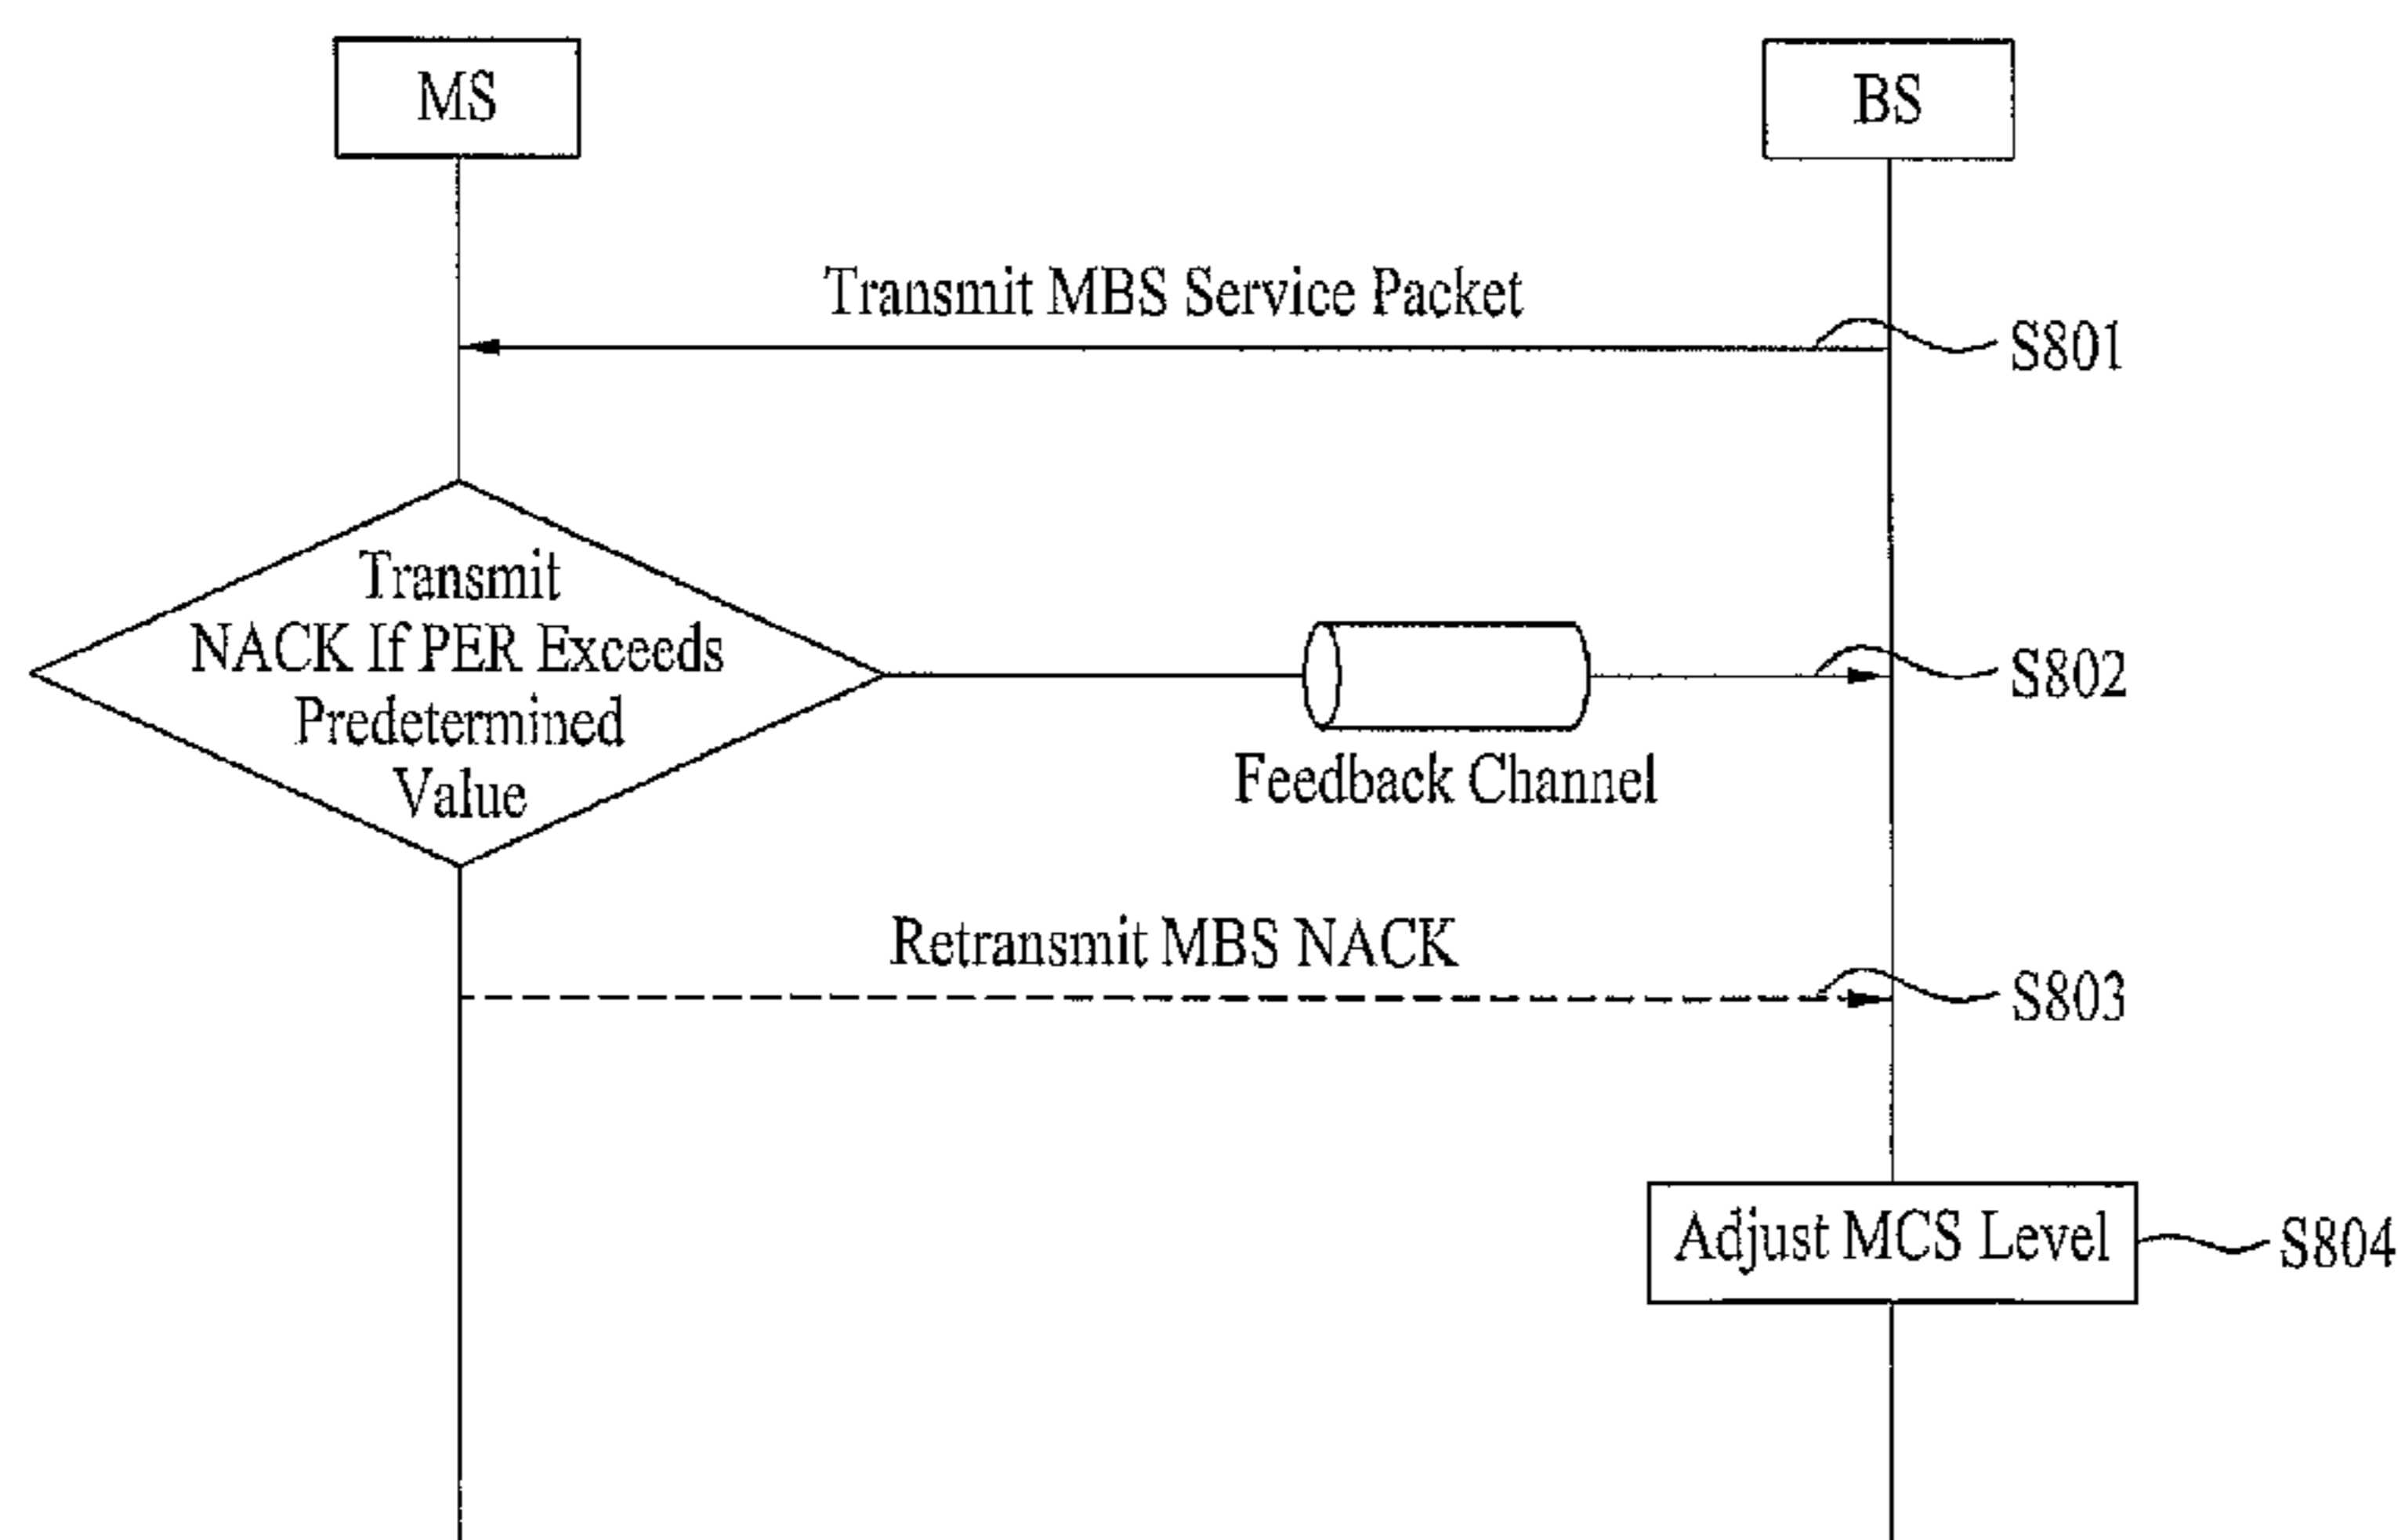 MS
BS
Transmit MBS Service Packet
S801
Transmit
NACK If PER Exceeds
Predetermined
Value
S802
Feedback Channel
Retransmit MBS NACK
S803
Adjust MCS Level
S804